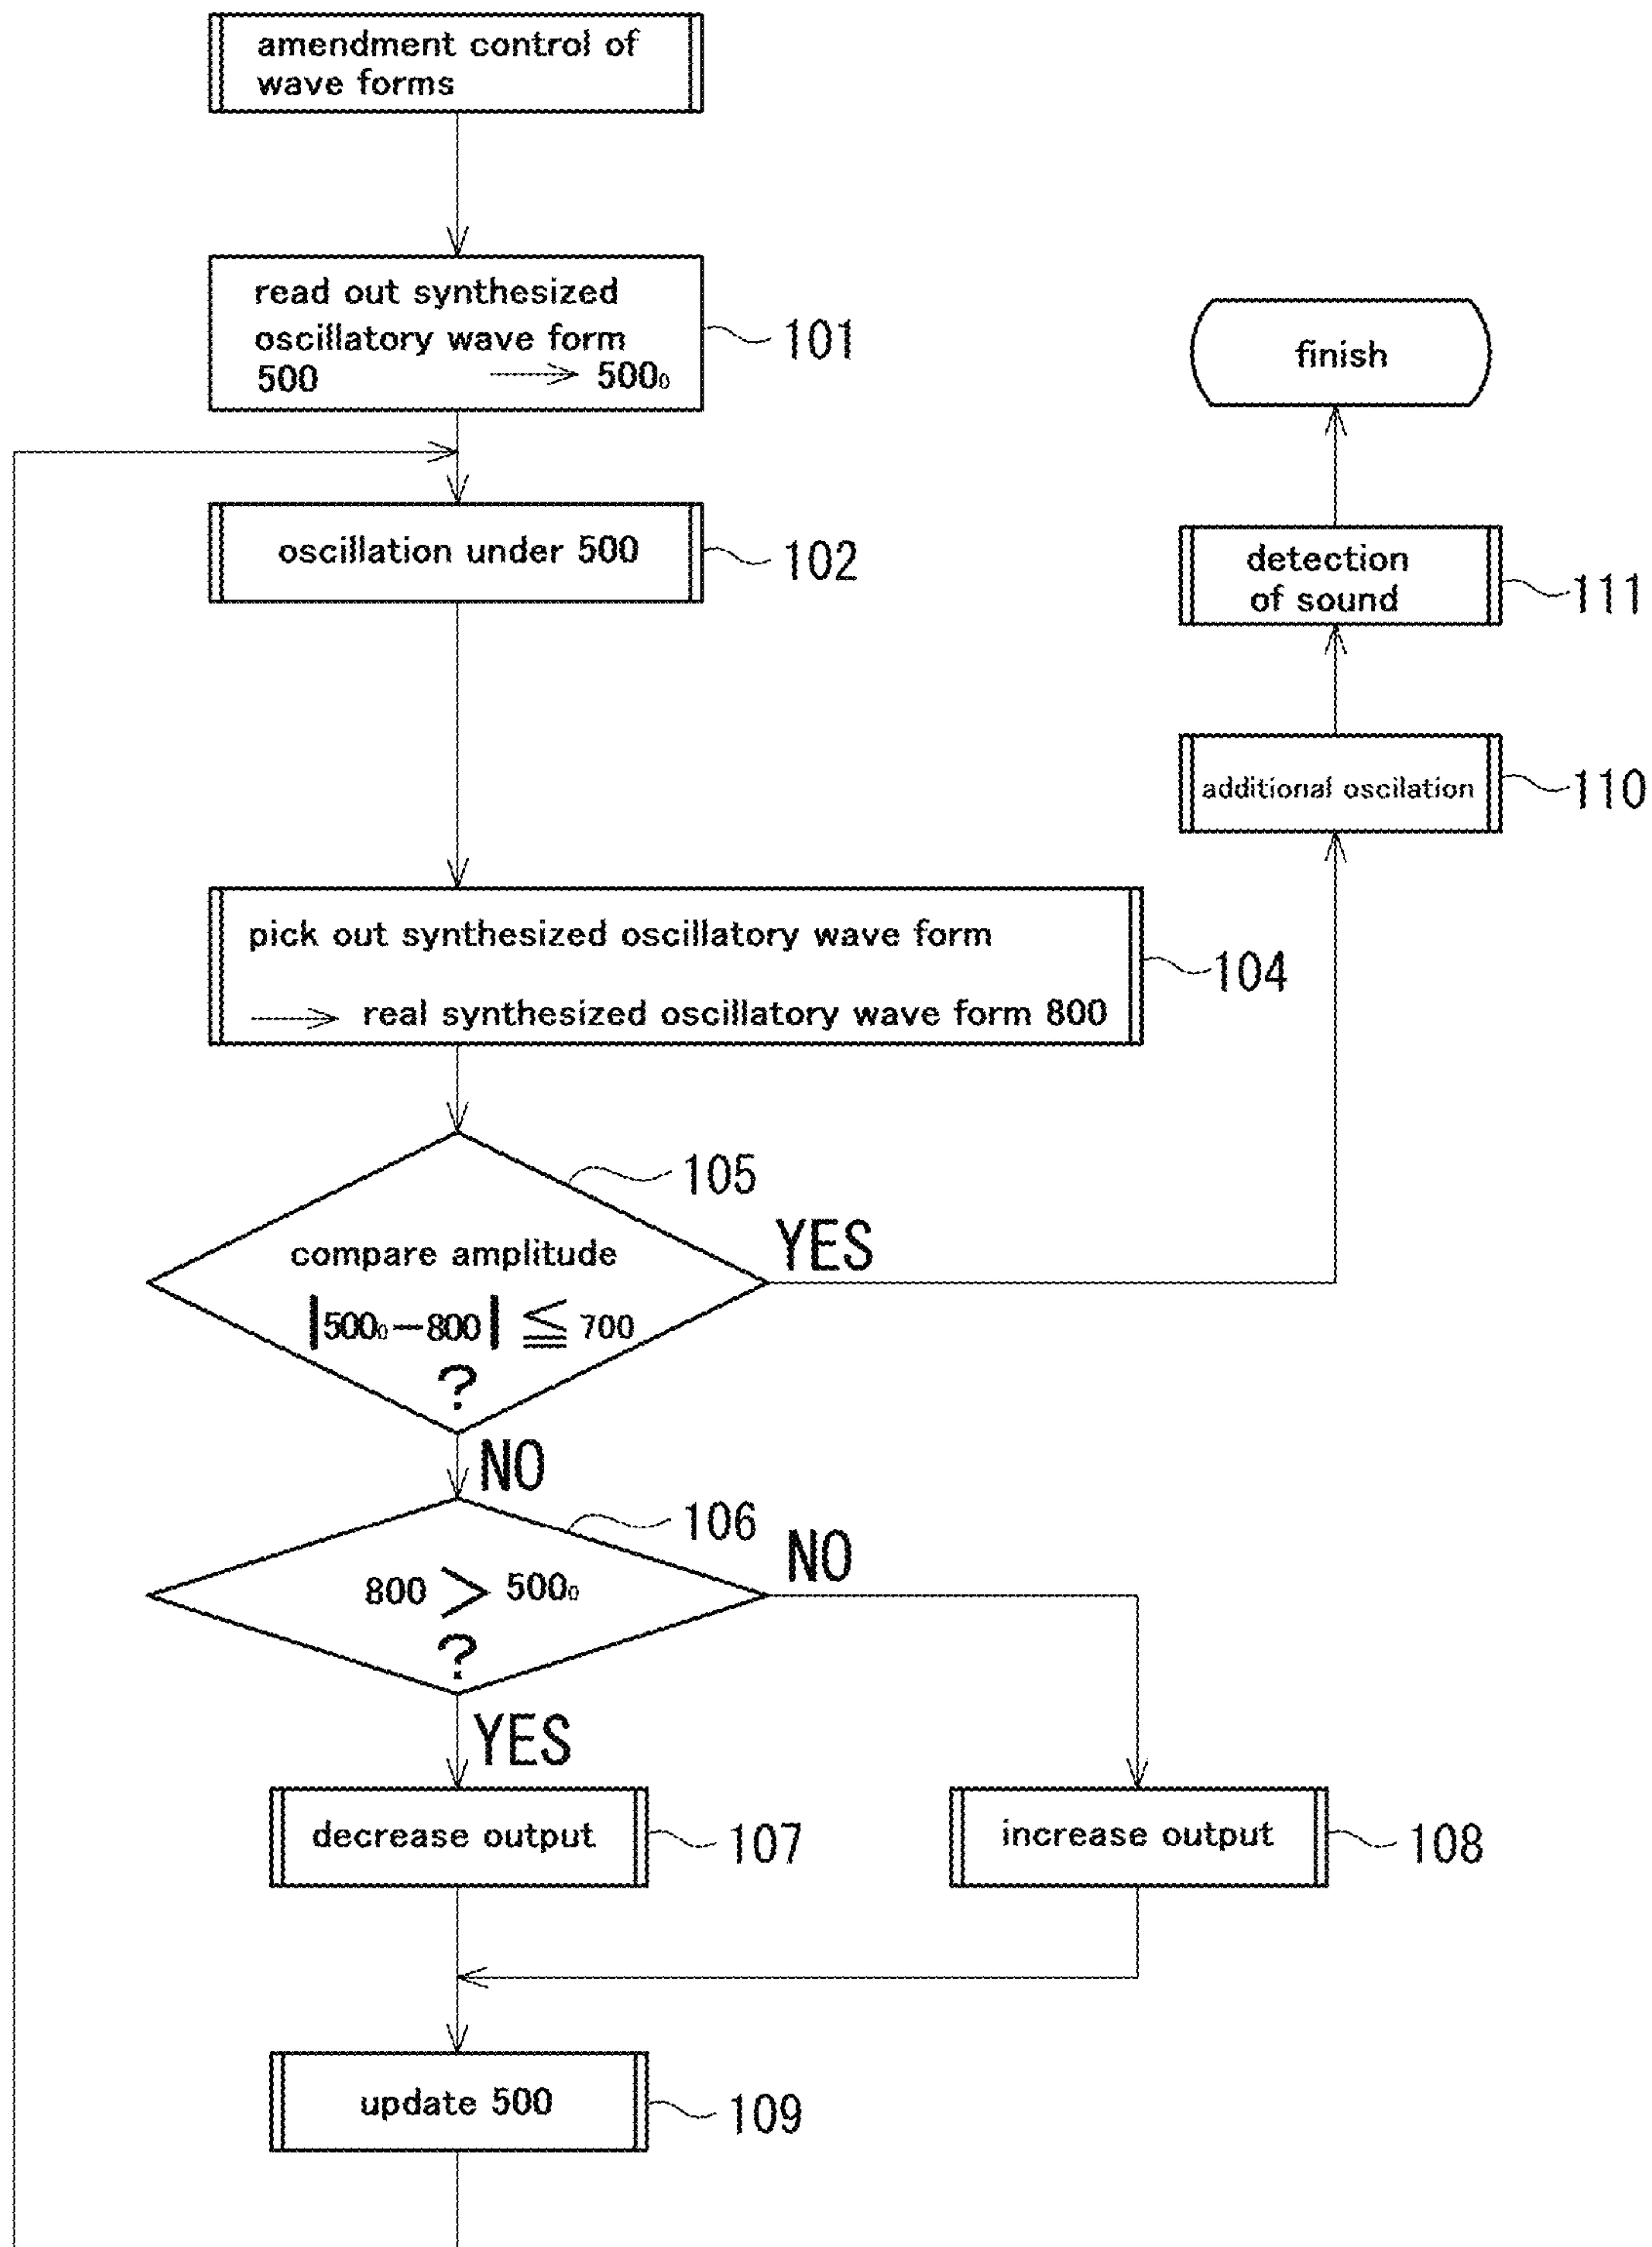 amendment control of
wave forms
read out synthesized
oscillatory wave form
500 → 500₀
101
oscillation under 500
102
pick out synthesized oscillatory wave form
→ real synthesized oscillatory wave form 800
104
105
compare amplitude
|500₀−800| ≦ 700
?
YES
NO
106
800 > 500₀
?
NO
YES
decrease output
107
increase output
108
update 500
109
finish
detection
of sound
111
additional oscilation
110